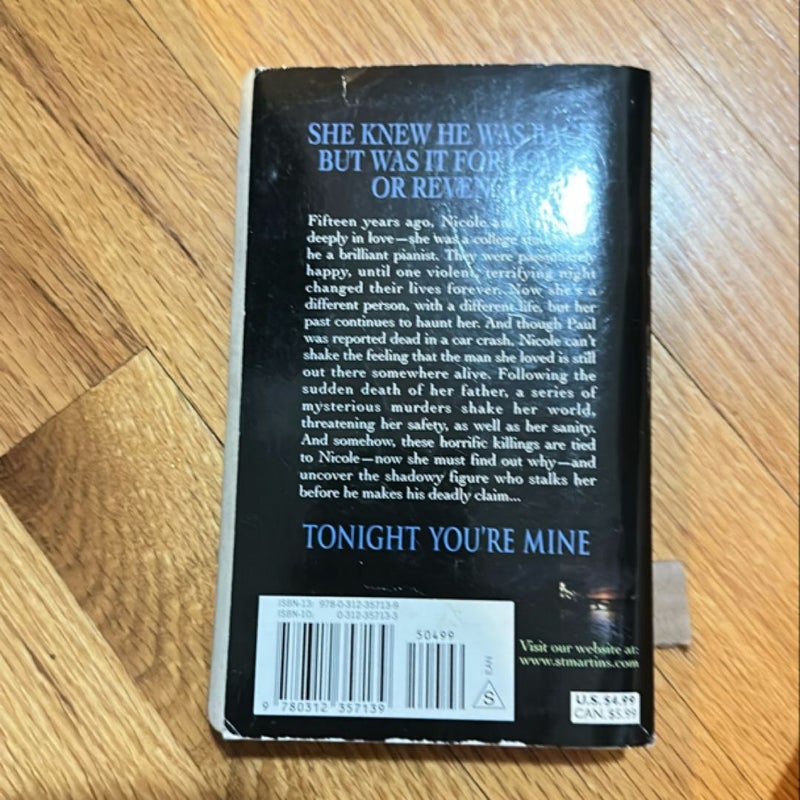 SHE KNEW HE WAS
BUT WAS IT FOR
OR
Fifteen years ago, Nicole
deeply in love—she was a college
he a brilliant pianist. They were passionately
happy, until one violent, terrifying night
changed their lives forever. Now she's a
different person, with a different life, but her
past continues to haunt her. And though Paul
was reported dead in a car crash, Nicole can't
shake the feeling that the man she loved is still
out there somewhere alive. Following the
sudden death of her father, a series of
mysterious murders shake her world,
threatening her safety, as well as her sanity.
And somehow, these horrific killings are tied
to Nicole—now she must find out why—and
uncover the shadowy figure who stalks her
before he makes his deadly claim...
TONIGHT YOU'RE MINE
ISBN-13: 978-0-312-35713-9
ISBN-10: 0-312-35713-3
50499
EAN
S
9 780312 357139
Visit our website at:
www.stmartins.com
U.S. $4.99
CAN. $5.99